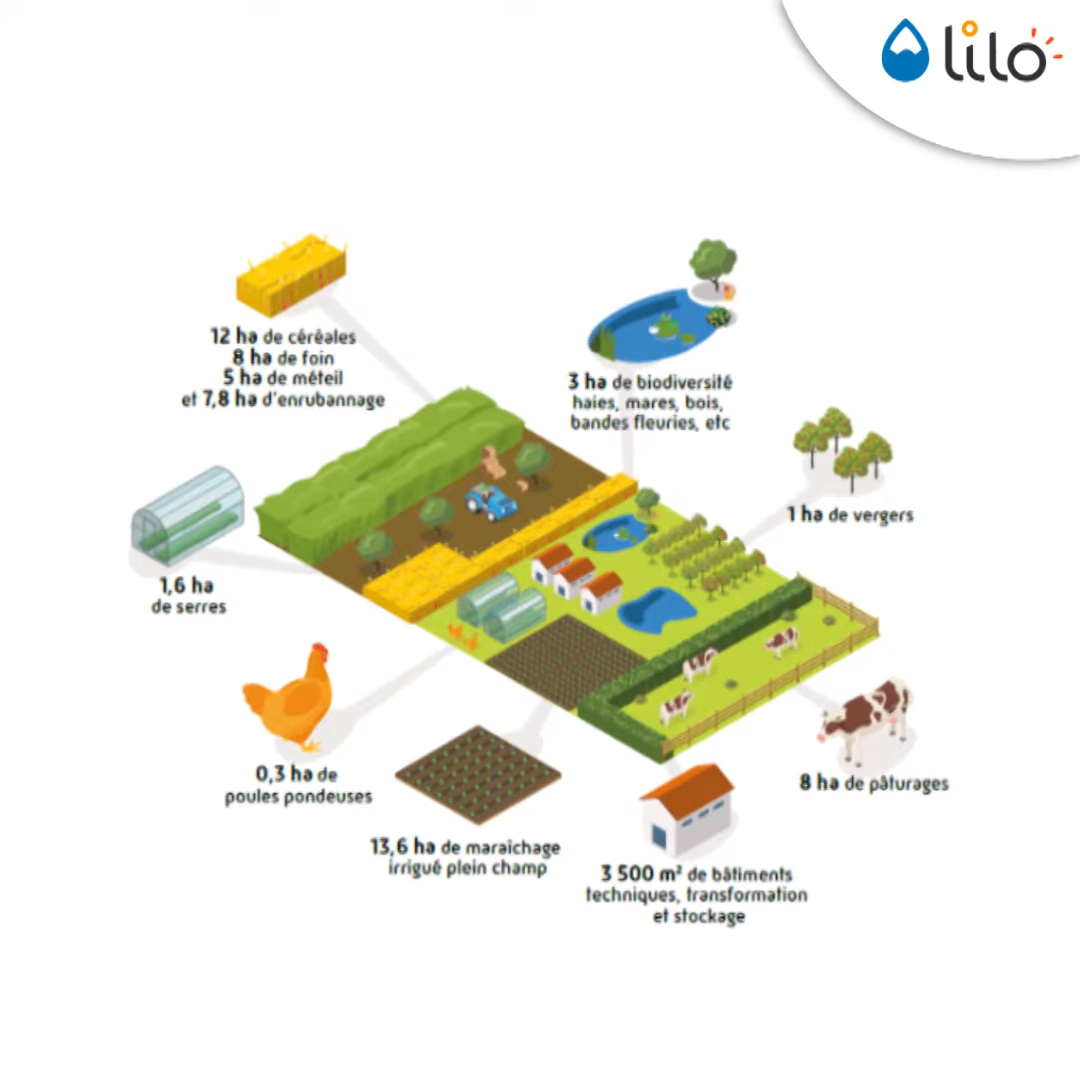 lilo
12 ha de céréales
8 ha de foin
5 ha de méteil
et 7,8 ha d'enrubannage
3 ha de biodiversité
haies, mares, bois,
bandes fleuries, etc
1 ha de vergers
1,6 ha
de serres
0,3 ha de
poules pondeuses
13,6 ha de maraîchage
irrigué plein champ
8 ha de pâturages
3 500 m² de bâtiments
techniques, transformation
et stockage